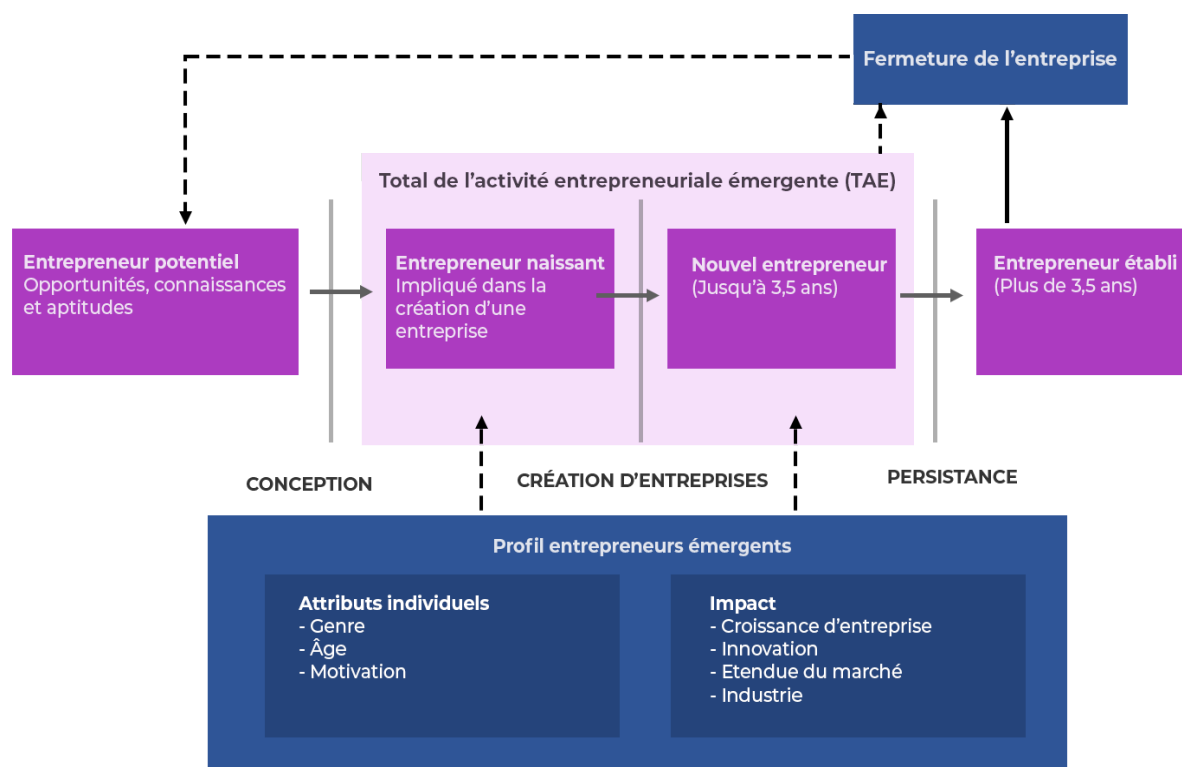 Fermeture de l'entreprise
Total de l'activité entrepreneuriale émergente (TAE)
Entrepreneur potentiel
Opportunités, connaissances
et aptitudes
Entrepreneur naissant
Impliqué dans la
création d'une
entreprise
Nouvel entrepreneur
(Jusqu'à 3,5 ans)
Entrepreneur établi
(Plus de 3,5 ans)
CONCEPTION
CRÉATION D'ENTREPRISES
PERSISTANCE
Profil entrepreneurs émergents
Attributs individuels
- Genre
- Âge
- Motivation
Impact
- Croissance d'entreprise
- Innovation
- Etendue du marché
- Industrie